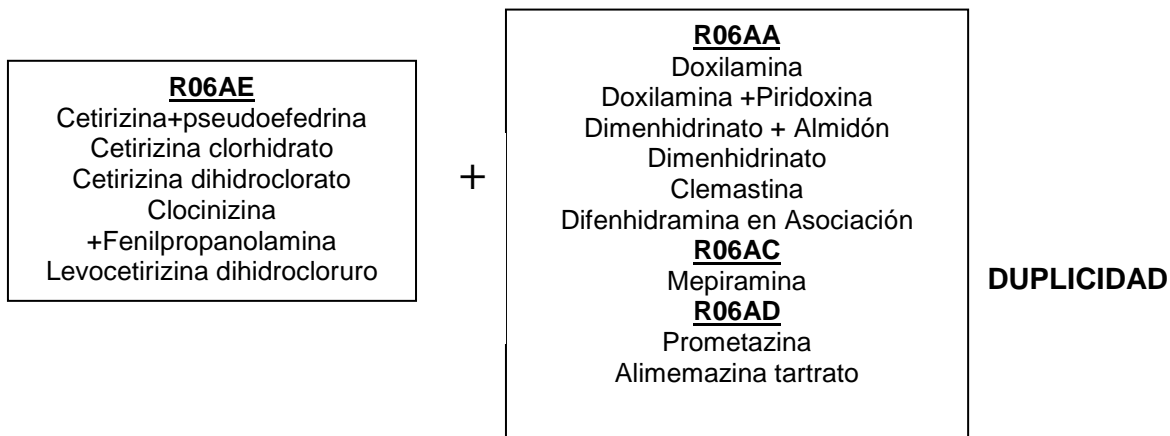 R06AE
Cetirizina+pseudoefedrina
Cetirizina clorhidrato
Cetirizina dihidroclorato
Clocinizina
+Fenilpropanolamina
Levocetirizina dihidrocloruro
+
R06AA
Doxilamina
Doxilamina +Piridoxina
Dimenhidrinato + Almidón
Dimenhidrinato
Clemastina
Difenhidramina en Asociación
R06AC
Mepiramina
R06AD
Prometazina
Alimemazina tartrato
DUPLICIDAD